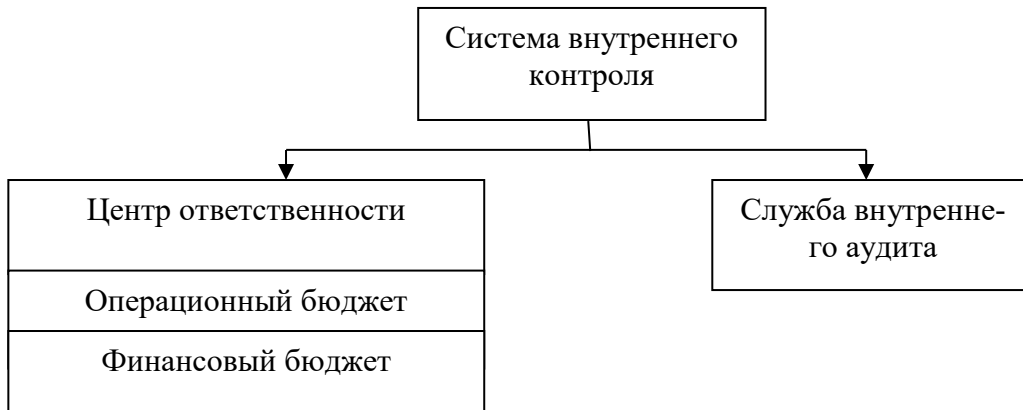 Система внутреннего
контроля
Центр ответственности
Служба внутренне-
го аудита
Операционный бюджет
Финансовый бюджет